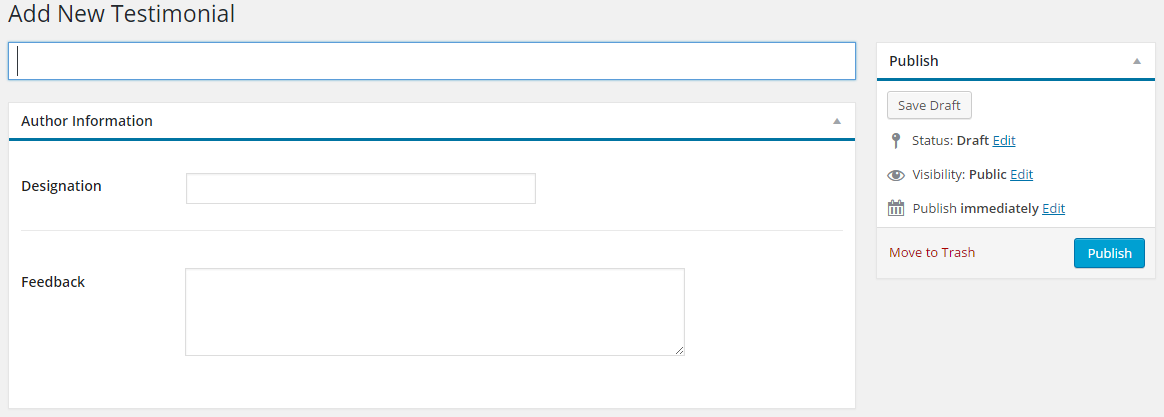 Add New Testimonial
Author Information
Designation
Feedback
Publish
Save Draft
Status: Draft Edit
Visibility: Public Edit
Publish immediately Edit
Move to Trash
Publish